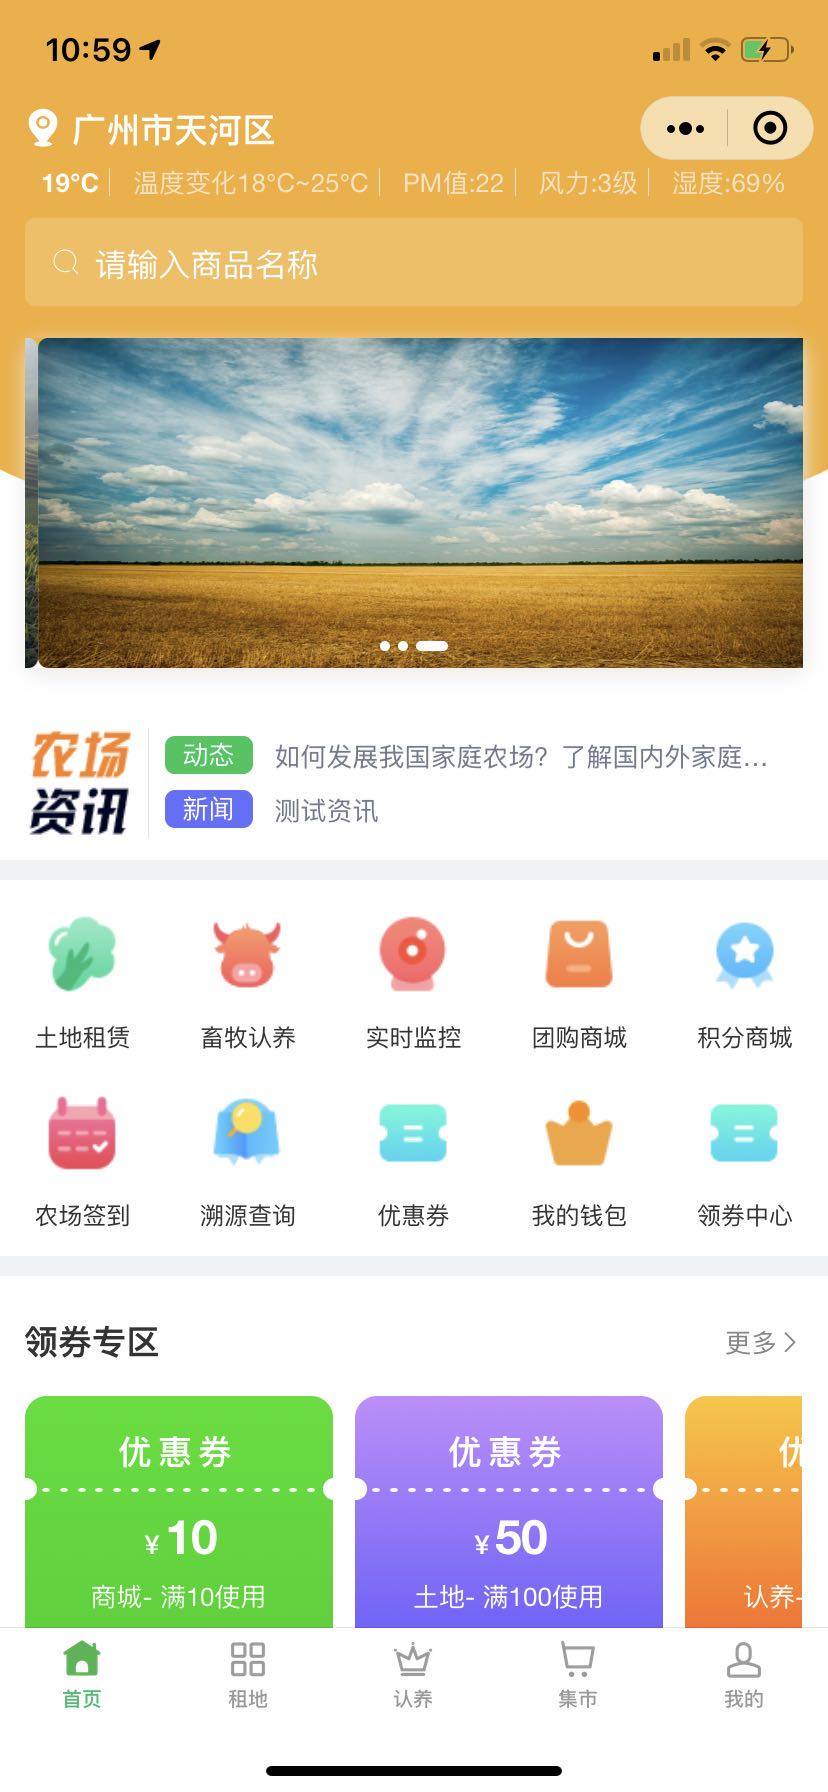 10:59
广州市天河区
19°C 温度变化18°C~25°C PM值:22 风力:3级 湿度:69%
请输入商品名称
农场资讯
动态 如何发展我国家庭农场？了解国内外家庭...
新闻 测试资讯
土地租赁 畜牧认养 实时监控 团购商城 积分商城
农场签到 溯源查询 优惠券 我的钱包 领券中心
领券专区 更多
优惠券 优惠券 优
¥10 ¥50
商城- 满10使用 土地- 满100使用 认养-
首页 租地 认养 集市 我的